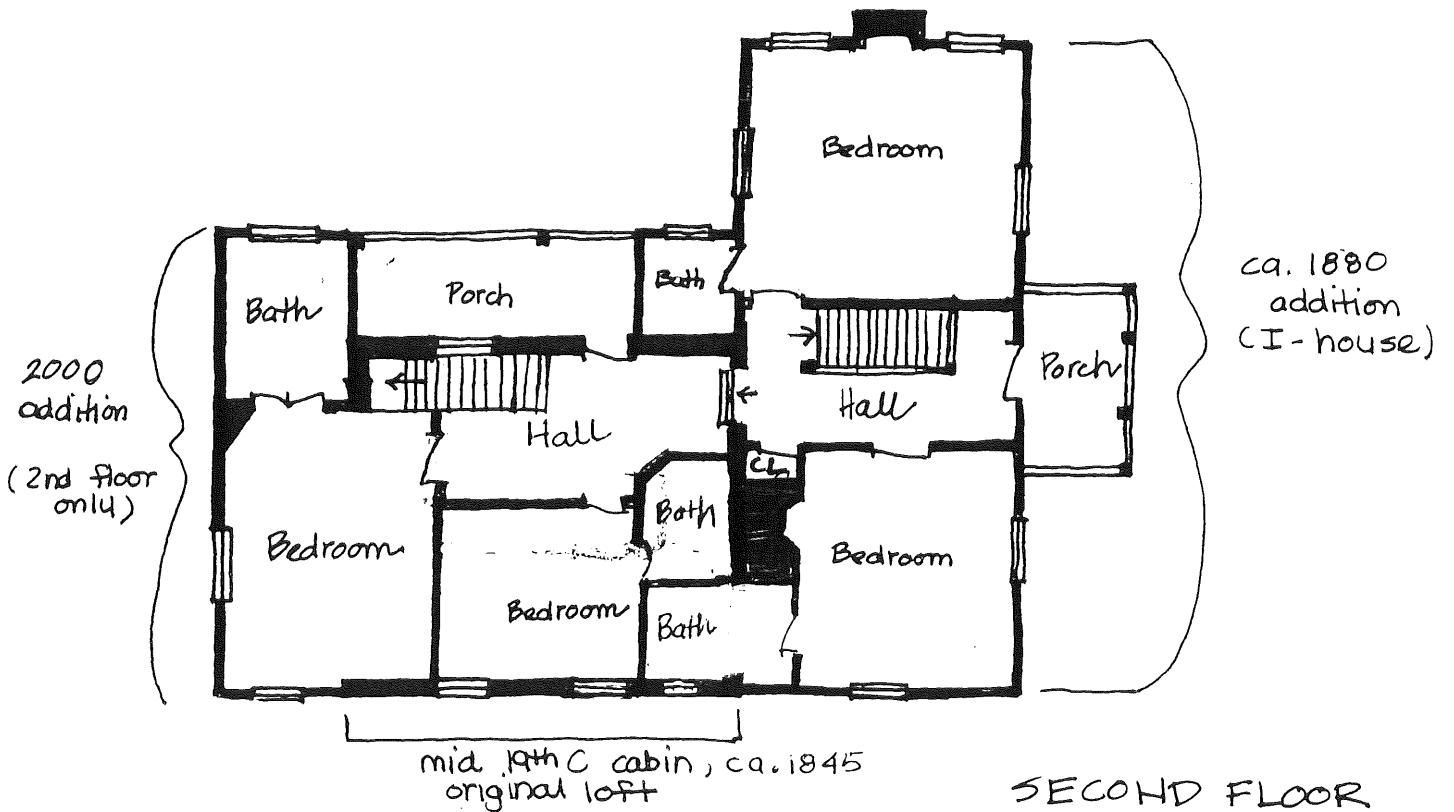 Bedroom
Bath
Porch
Bath
ca. 1880
addition
(I-house)
2000
addition
(2nd floor
only)
Porch
Hall
Hall
CL
Bath
Bedroom
Bedroom
Bedroom
Bath
mid 19th C cabin, ca. 1845
original loft
SECOND FLOOR